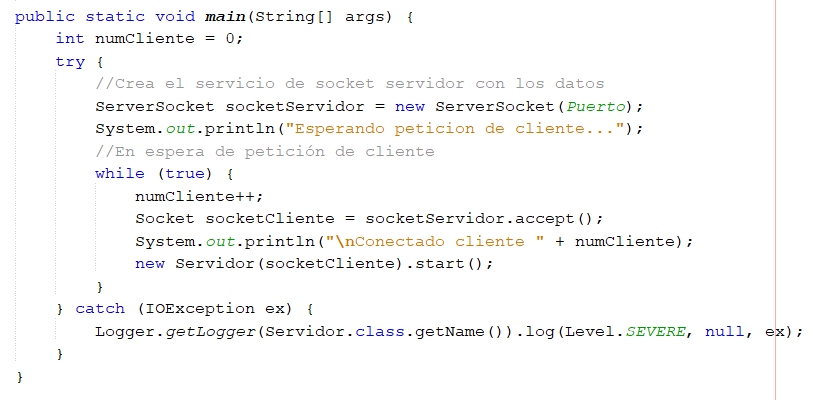 public static void main(String[] args) {
    int numCliente = 0;
    try {
        //Crea el servicio de socket servidor con los datos
        ServerSocket socketServidor = new ServerSocket(Puerto);
        System.out.println("Esperando peticion de cliente...");
        //En espera de petición de cliente
        while (true) {
            numCliente++;
            Socket socketCliente = socketServidor.accept();
            System.out.println("\nConectado cliente " + numCliente);
            new Servidor(socketCliente).start();
        }
    } catch (IOException ex) {
        Logger.getLogger(Servidor.class.getName()).log(Level.SEVERE, null, ex);
    }
}